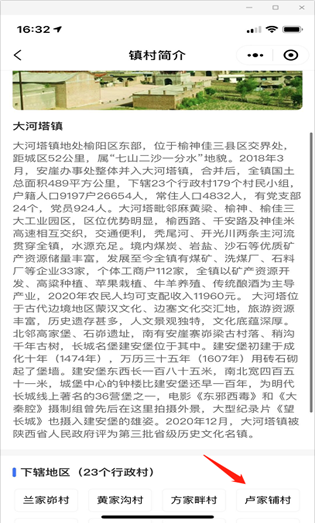 16:32
镇村简介
大河塔镇
大河塔镇地处榆阳区东部，位于榆神佳三县区交界处，
距城区52公里，属“七山二沙一分水”地貌。2018年3
月，安崖办事处整体并入大河塔镇，合并后，全镇国土
总面积489平方公里，下辖23个行政村179个村民小组，
户籍人口9197户26654人，常住人口4832人，有党支部
24个，党员924人。大河塔毗邻麻黄梁、榆神、榆佳三
大工业园区，区位优势明显，榆西路、千安路及神佳米
高速相互交织，交通便利，秃尾河、开光川两条主河流
贯穿全镇，水源充足。境内煤炭、岩盐、沙石等优质矿
产资源储量丰富，发展至今全镇有煤矿、洗煤厂、石料
厂等企业33家，个体工商户112家，全镇以矿产资源开
发、高粱种植、苹果栽植、牛羊养殖、传统酿酒为主导
产业，2020年农民人均可支配收入11960元。 大河塔位
于古代边境地区蒙汉文化、边塞文化交汇地，旅游资源
丰富，历史遗存甚多，人文景观独特，文化底蕴深厚。
北邻高家堡、石峁遗址，南有安崖寨峁梁古村落、稍沟
千年古树，长城名堡建安堡位于其中。建安堡初建于成
化十年（1474年），万历三十五年（1607年）用砖石砌
起了堡墙。建安堡东西长一百八十五米，南北宽四百五
十一米，城堡中心的钟楼比建安堡还早一百年，为明代
长城线上著名的36营堡之一，电影《东邪西毒》和《大
秦腔》摄制组曾先后在这里拍摄外景，大型纪录片《望
长城》也摄入建安堡的雄姿。2020年12月，大河塔镇被
陕西省人民政府评为第三批省级历史文化名镇。
下辖地区（23个行政村）
兰家峁村 黄家沟村 方家畔村 卢家铺村